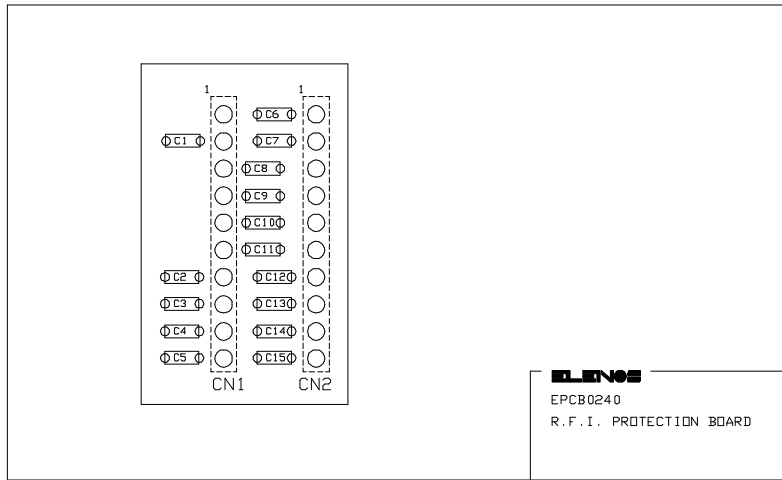 1 1
C6
C1 C7
C8
C9
C10
C11
C2 C12
C3 C13
C4 C14
C5 C15
CN1 CN2
ELENOS
EPCB0240
R.F.I. PROTECTION BOARD